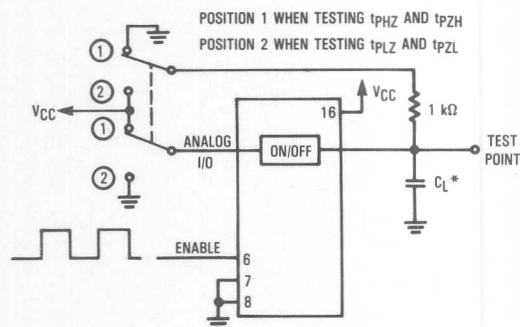 POSITION 1 WHEN TESTING tPHZ AND tPZH
POSITION 2 WHEN TESTING tPLZ AND tPZL
1
2
VCC
1
2
ANALOG
I/O
ON/OFF
16
VCC
1 kΩ
TEST
POINT
CL*
ENABLE
6
7
8